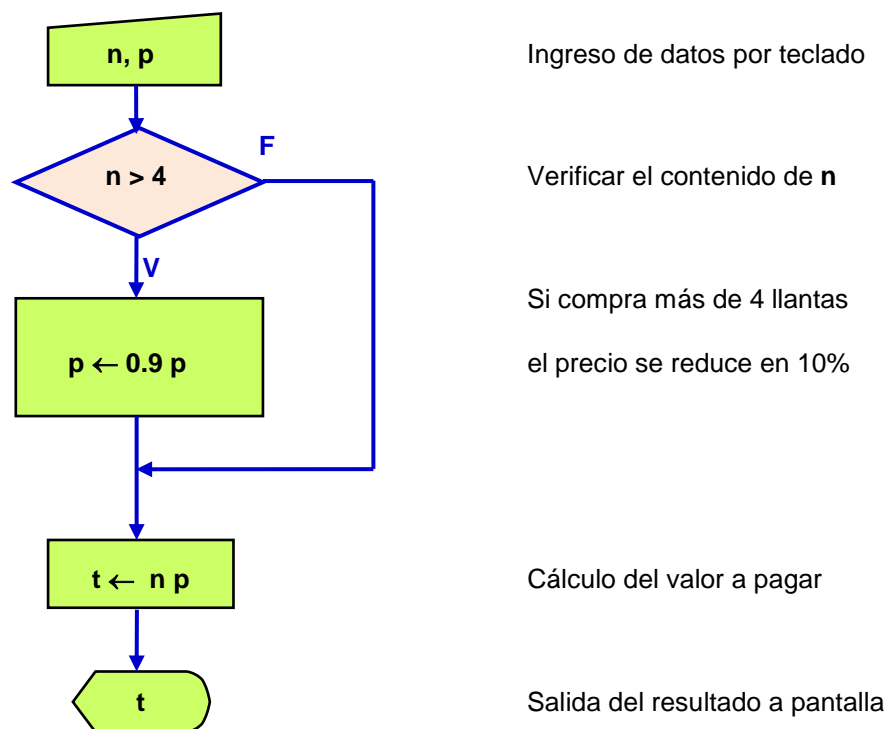 n, p
Ingreso de datos por teclado
F
n > 4
Verificar el contenido de n
V
Si compra más de 4 llantas
p ← 0.9 p
el precio se reduce en 10%
t ← n p
Cálculo del valor a pagar
t
Salida del resultado a pantalla